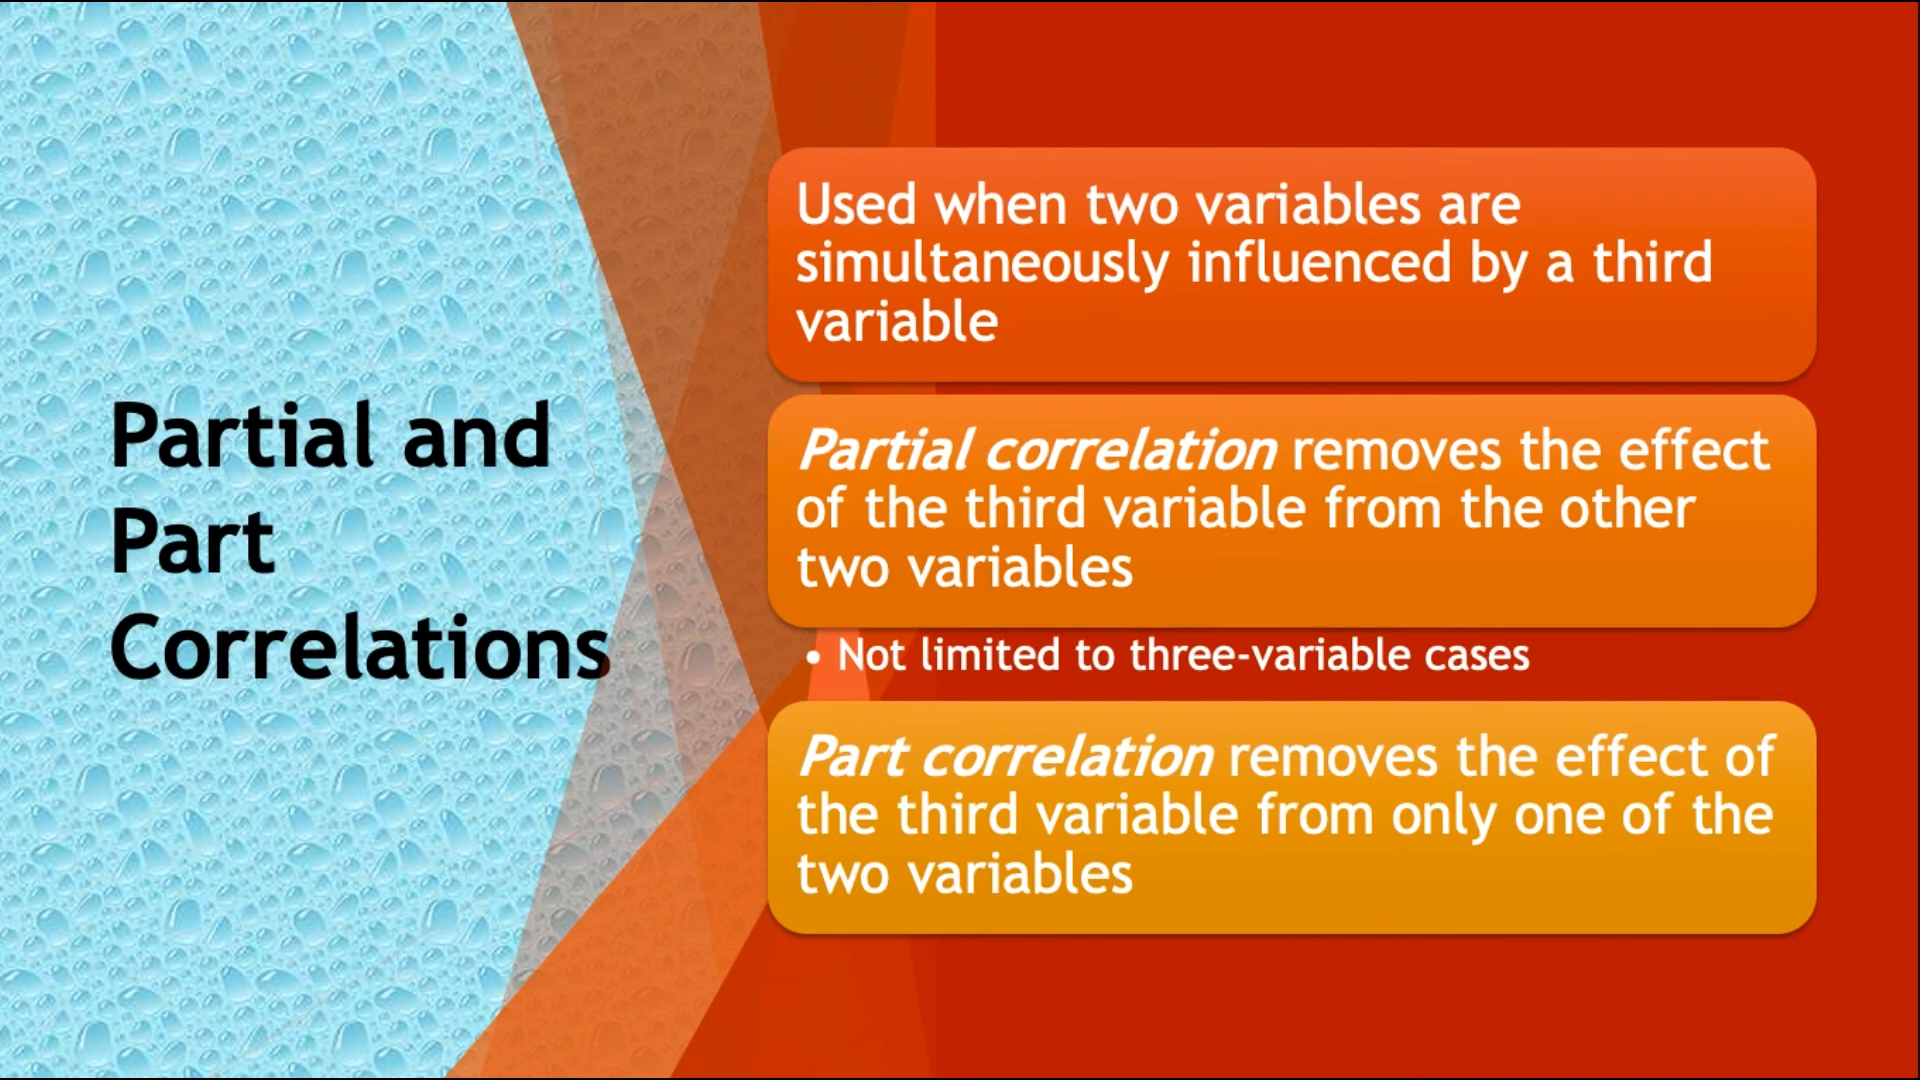 Partial and
Part
Correlations
Used when two variables are
simultaneously influenced by a third
variable
Partial correlation removes the effect
of the third variable from the other
two variables
• Not limited to three-variable cases
Part correlation removes the effect of
the third variable from only one of the
two variables